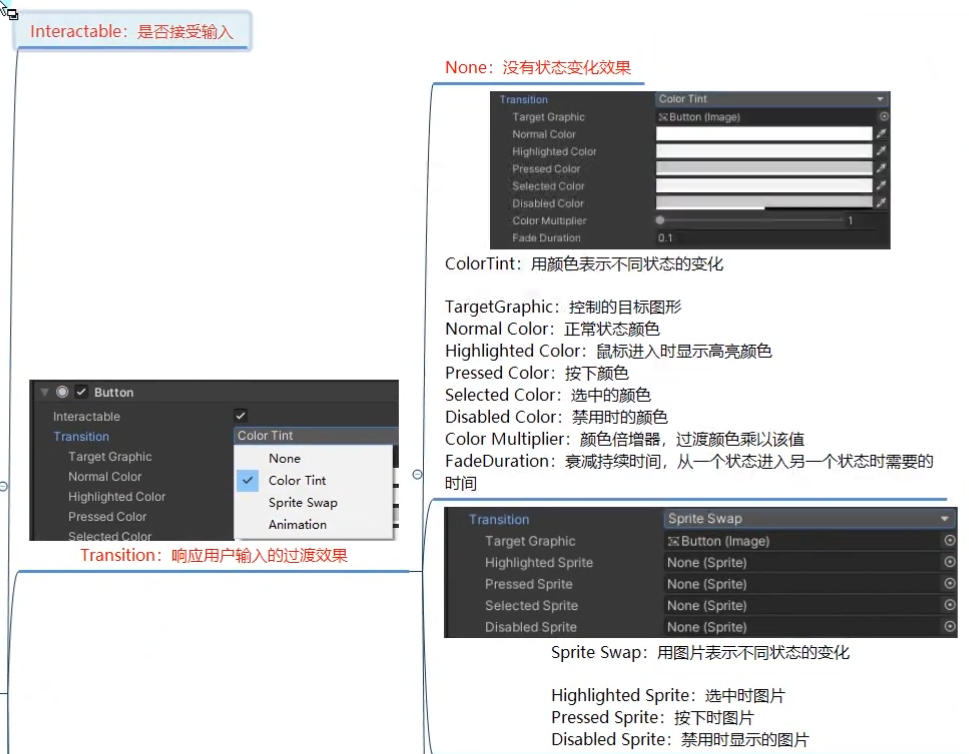 Interactable：是否接受输入
None：没有状态变化效果
Transition
Color Tint
Target Graphic
Button (Image)
Normal Color
Highlighted Color
Pressed Color
Selected Color
Disabled Color
Color Multiplier
1
Fade Duration
0.1
ColorTint：用颜色表示不同状态的变化
TargetGraphic：控制的目标图形
Normal Color：正常状态颜色
Highlighted Color：鼠标进入时显示高亮颜色
Pressed Color：按下颜色
Selected Color：选中的颜色
Disabled Color：禁用时的颜色
Color Multiplier：颜色倍增器，过渡颜色乘以该值
FadeDuration：衰减持续时间，从一个状态进入另一个状态时需要的
时间
Button
Interactable
Transition
Color Tint
Target Graphic
None
Normal Color
Color Tint
Highlighted Color
Sprite Swap
Pressed Color
Animation
Selected Color
Transition：响应用户输入的过渡效果
Transition
Sprite Swap
Target Graphic
Button (Image)
Highlighted Sprite
None (Sprite)
Pressed Sprite
None (Sprite)
Selected Sprite
None (Sprite)
Disabled Sprite
None (Sprite)
Sprite Swap：用图片表示不同状态的变化
Highlighted Sprite：选中时图片
Pressed Sprite：按下时图片
Disabled Sprite：禁用时显示的图片